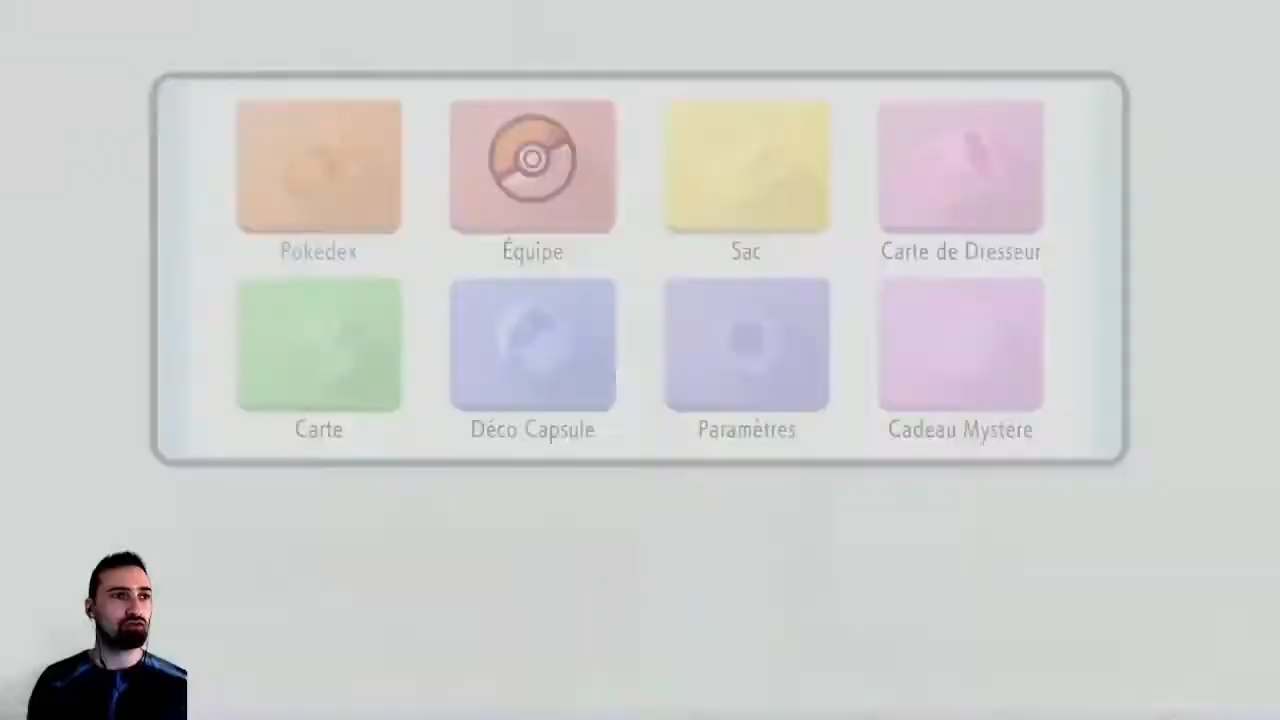 Pokédex
Équipe
Sac
Carte de Dresseur
Carte
Déco Capsule
Paramètres
Cadeau Mystère